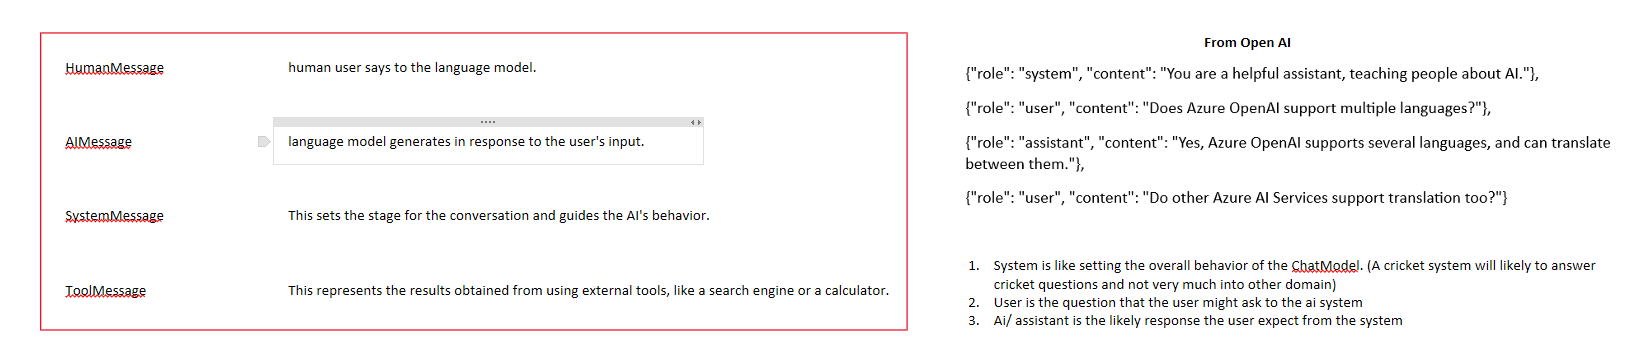 HumanMessage human user says to the language model.
AIMessage language model generates in response to the user's input.
SystemMessage This sets the stage for the conversation and guides the AI's behavior.
ToolMessage This represents the results obtained from using external tools, like a search engine or a calculator.
From Open AI
{"role": "system", "content": "You are a helpful assistant, teaching people about AI."},
{"role": "user", "content": "Does Azure OpenAI support multiple languages?"},
{"role": "assistant", "content": "Yes, Azure OpenAI supports several languages, and can translate
between them."},
{"role": "user", "content": "Do other Azure AI Services support translation too?"}
1. System is like setting the overall behavior of the ChatModel. (A cricket system will likely to answer
cricket questions and not very much into other domain)
2. User is the question that the user might ask to the ai system
3. Ai/ assistant is the likely response the user expect from the system